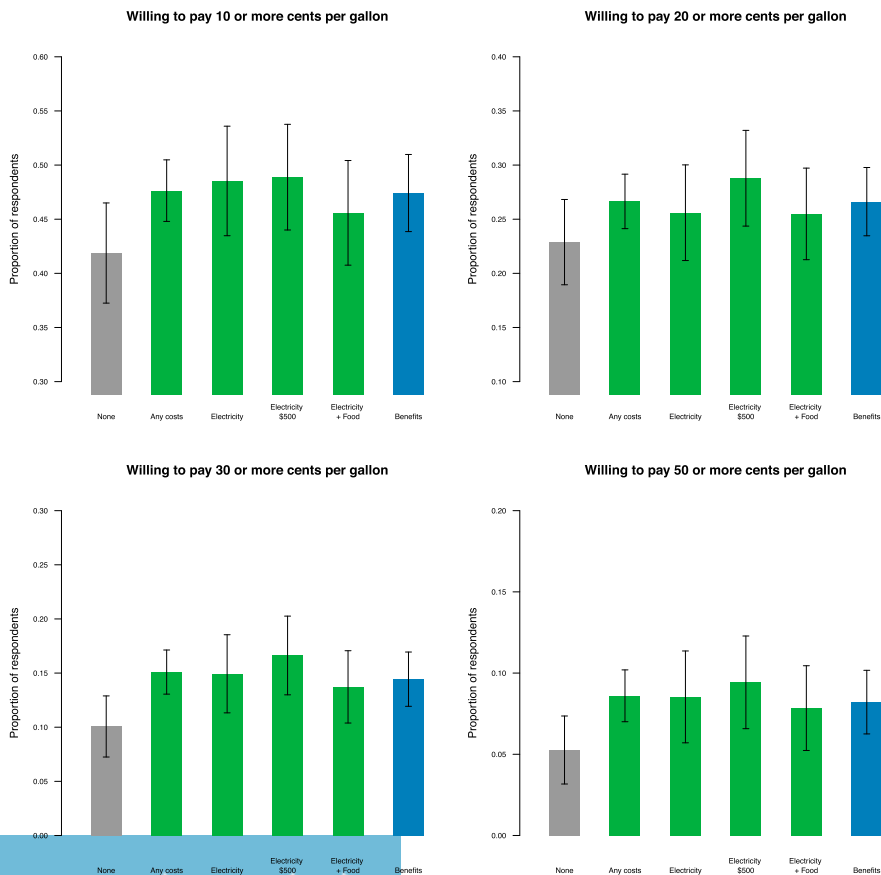 Willing to pay 10 or more cents per gallon
Proportion of respondents
0.60
0.55
0.50
0.45
0.40
0.35
0.30
None
Any costs
Electricity
Electricity
$500
Electricity
+ Food
Benefits
Willing to pay 20 or more cents per gallon
Proportion of respondents
0.40
0.35
0.30
0.25
0.20
0.15
0.10
None
Any costs
Electricity
Electricity
$500
Electricity
+ Food
Benefits
Willing to pay 30 or more cents per gallon
Proportion of respondents
0.30
0.25
0.20
0.15
0.10
0.05
0.00
None
Any costs
Electricity
Electricity
$500
Electricity
+ Food
Benefits
Willing to pay 50 or more cents per gallon
Proportion of respondents
0.20
0.15
0.10
0.05
0.00
None
Any costs
Electricity
Electricity
$500
Electricity
+ Food
Benefits